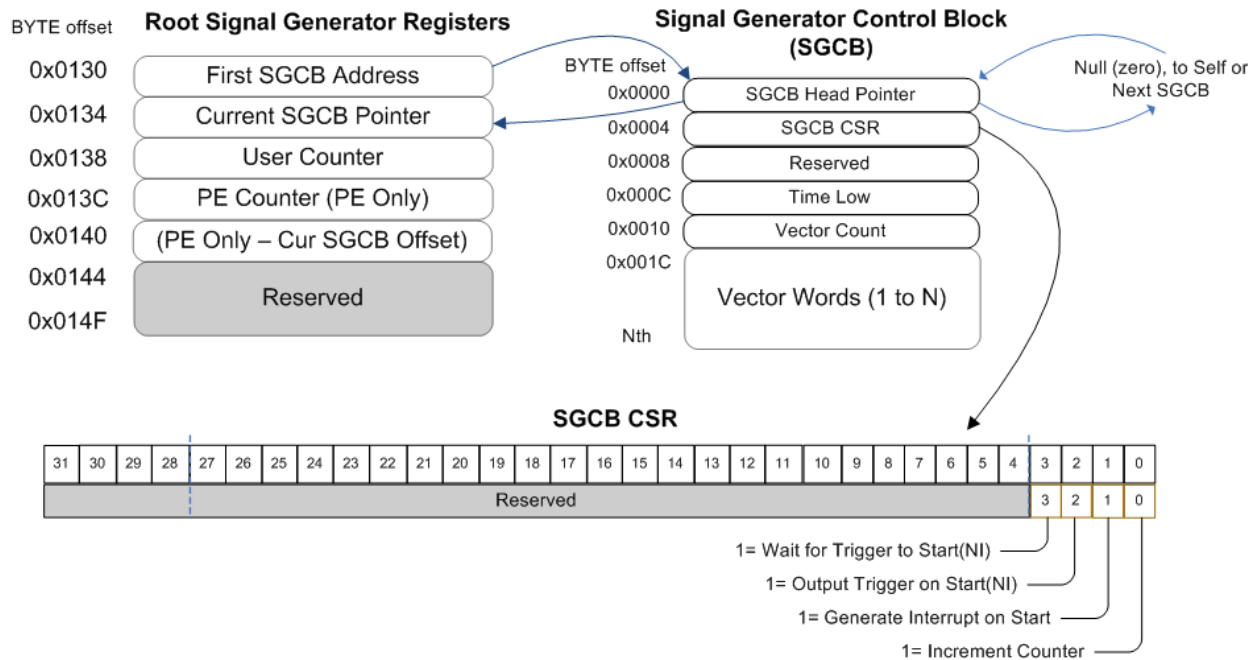 Root Signal Generator Registers
BYTE offset
0x0130
First SGCB Address
0x0134
Current SGCB Pointer
0x0138
User Counter
0x013C
PE Counter (PE Only)
0x0140
(PE Only – Cur SGCB Offset)
0x0144
Reserved
0x014F
Signal Generator Control Block
(SGCB)
BYTE offset
0x0000
SGCB Head Pointer
0x0004
SGCB CSR
0x0008
Reserved
0x000C
Time Low
0x0010
Vector Count
0x001C
Vector Words (1 to N)
Nth
Null (zero), to Self or
Next SGCB
SGCB CSR
31 30 29 28 27 26 25 24 23 22 21 20 19 18 17 16 15 14 13 12 11 10 9 8 7 6 5 4 3 2 1 0
Reserved 3 2 1 0
1= Wait for Trigger to Start(NI)
1= Output Trigger on Start(NI)
1= Generate Interrupt on Start
1= Increment Counter